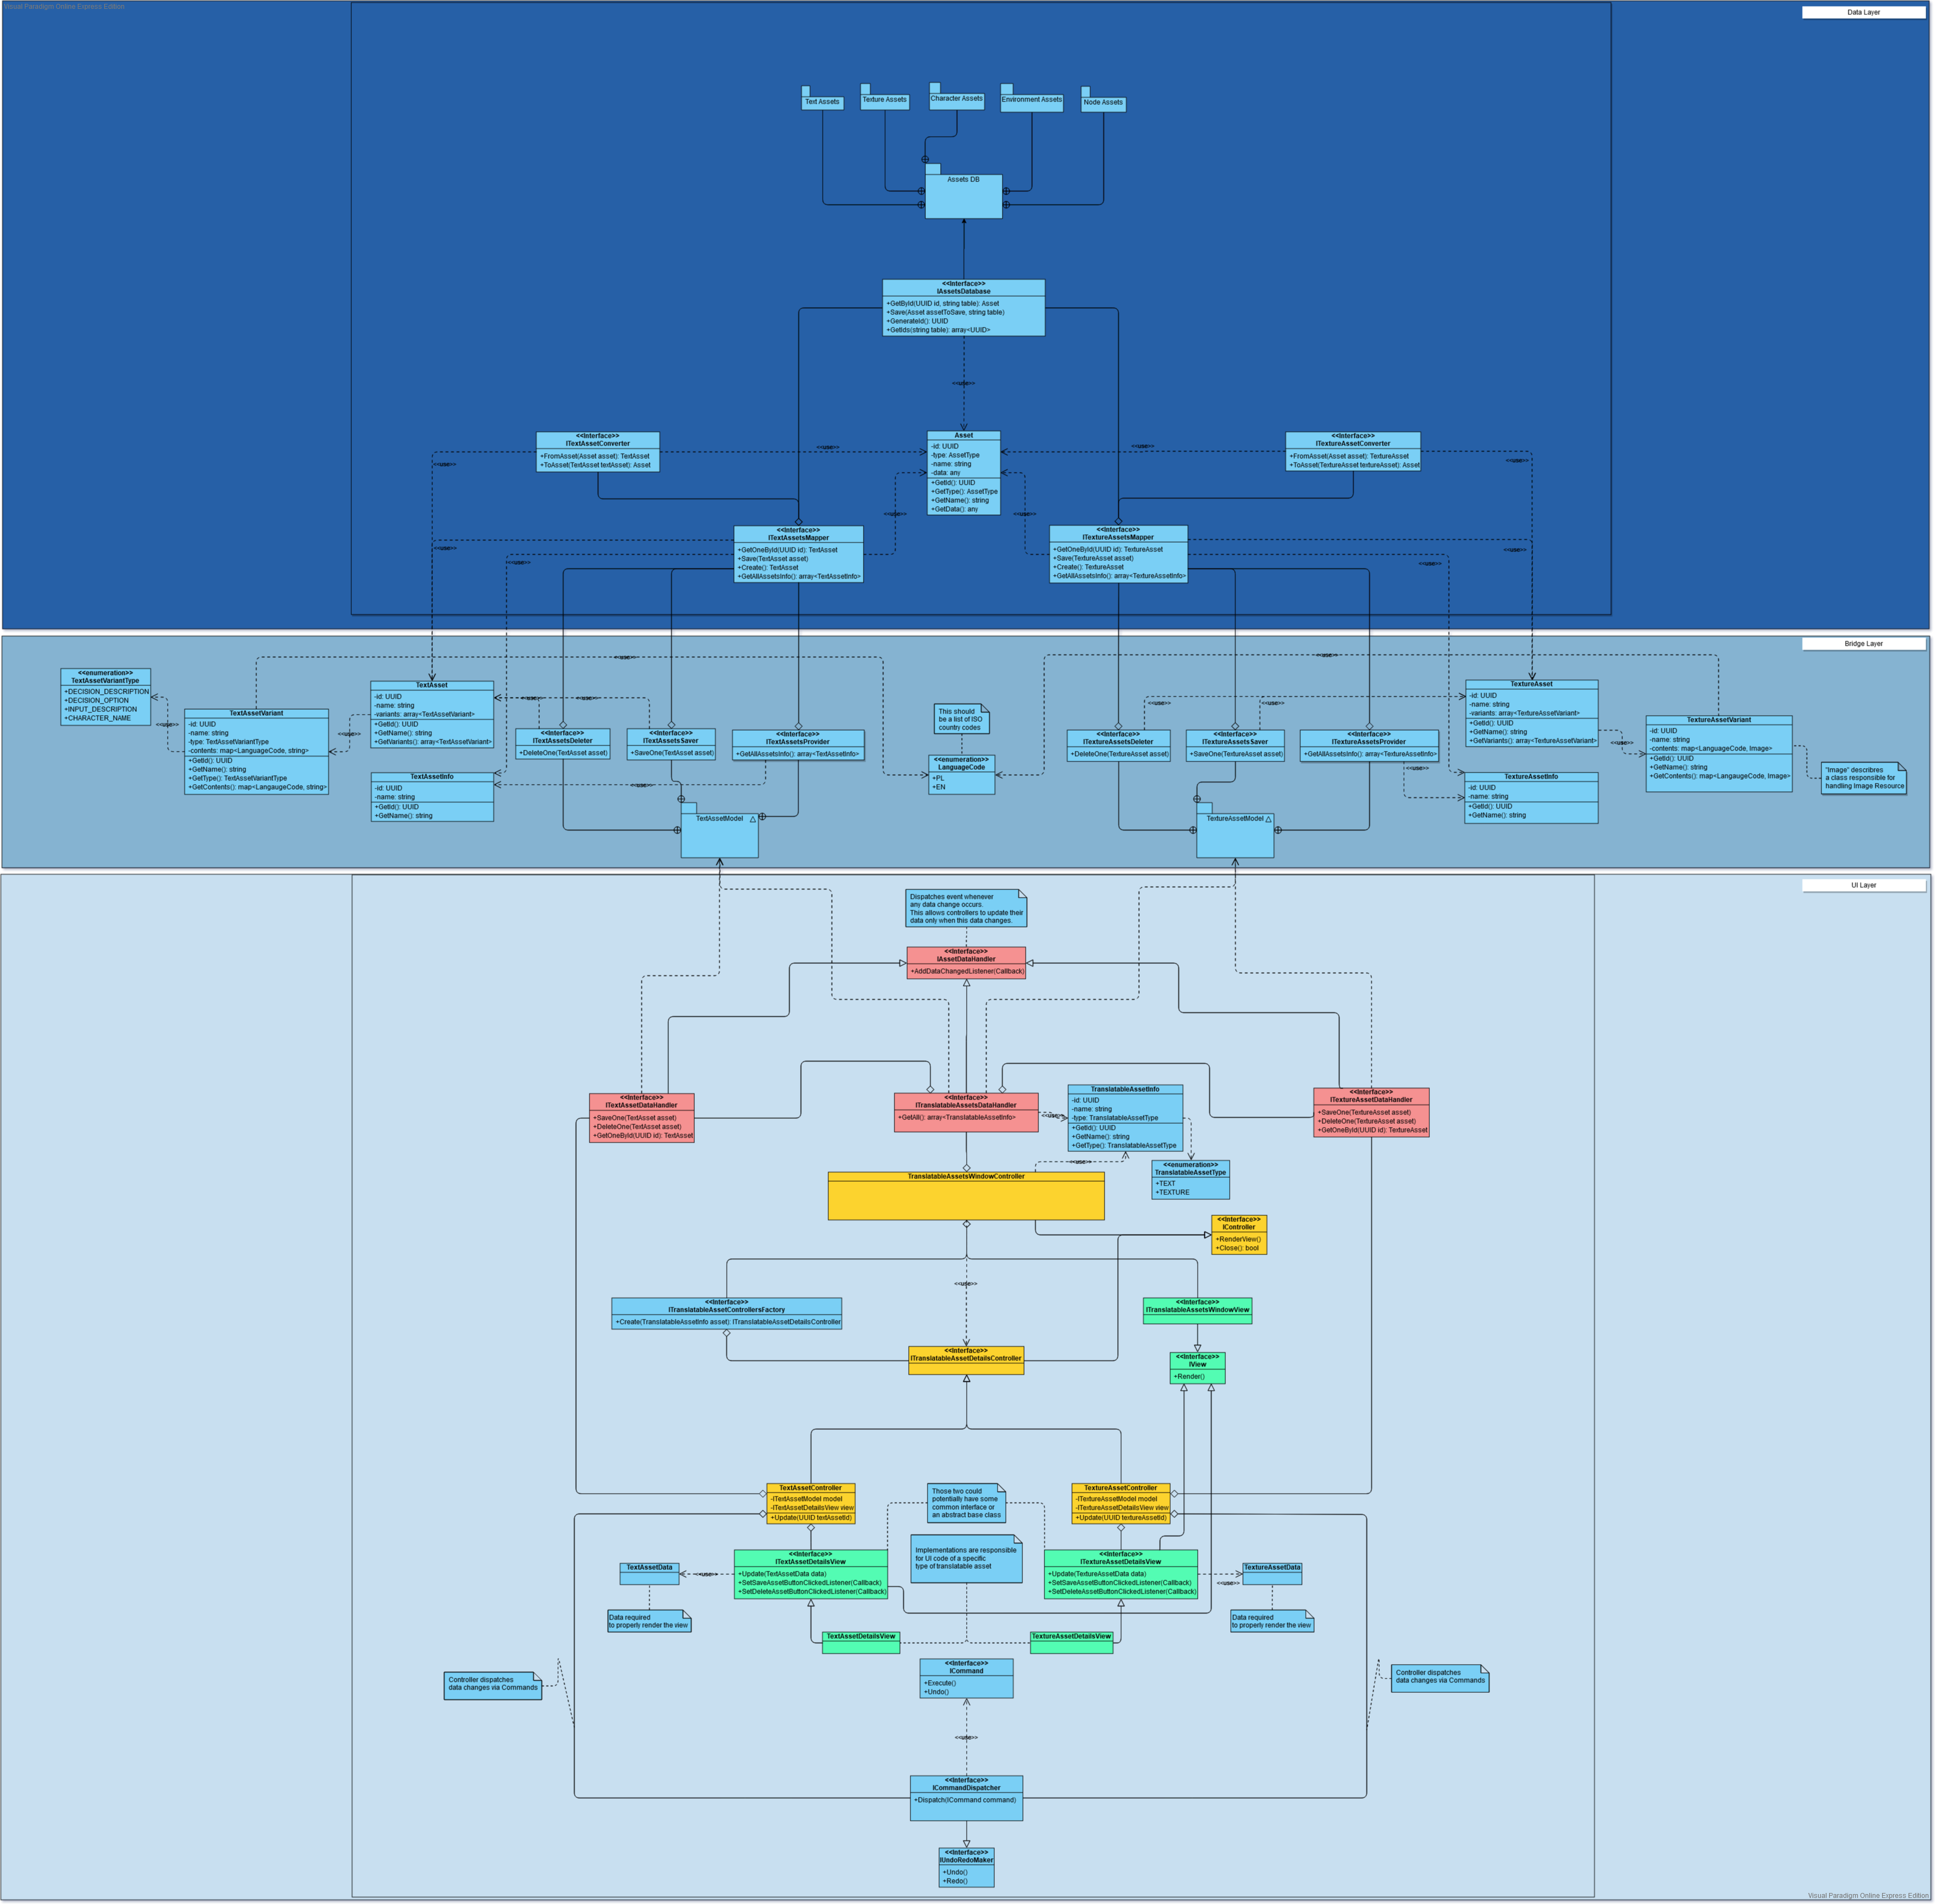 Visual Paradigm Online Express Edition
Data Layer
Text Assets
Texture Assets
Character Assets
Environment Assets
Node Assets
Assets DB
<<Interface>>
IAssetsDatabase
+GetById(UUID id, string table): Asset
+Save(Asset assetToSave, string table)
+GenerateId(): UUID
+GetIds(string table): array<UUID>
<<use>>
<<Interface>>
ITextAssetConverter
+FromAsset(Asset asset): TextAsset
+ToAsset(TextAsset textAsset): Asset
<<use>>
<<use>>
Asset
-id: UUID
-type: AssetType
-name: string
-data: any
+GetId(): UUID
+GetType(): AssetType
+GetName(): string
+GetData(): any
<<use>>
<<Interface>>
ITextureAssetConverter
+FromAsset(Asset asset): TextureAsset
+ToAsset(TextureAsset textureAsset): Asset
<<use>>
<<use>>
<<use>>
<<Interface>>
ITextAssetsMapper
+GetOneById(UUID id): TextAsset
+Save(TextAsset asset)
+Create(): TextAsset
+GetAllAssetsInfo(): array<TextAssetInfo>
<<use>>
<<use>>
<<Interface>>
ITextureAssetsMapper
+GetOneById(UUID id): TextureAsset
+Save(TextureAsset asset)
+Create(): TextureAsset
+GetAllAssetsInfo(): array<TextureAssetInfo>
<<use>>
<<use>>
Bridge Layer
<<use>>
<<use>>
<<enumeration>>
TextAssetVariantType
+DECISION_DESCRIPTION
+DECISION_OPTION
+INPUT_DESCRIPTION
+CHARACTER_NAME
<<use>>
TextAssetVariant
-id: UUID
-name: string
-type: TextAssetVariantType
-contents: map<LanguageCode, string>
+GetId(): UUID
+GetName(): string
+GetType(): TextAssetVariantType
+GetContents(): map<LangaugeCode, string>
<<use>>
TextAsset
-id: UUID
-name: string
-variants: array<TextAssetVariant>
+GetId(): UUID
+GetName(): string
+GetVariants(): array<TextAssetVariant>
TextAssetInfo
-id: UUID
-name: string
+GetId(): UUID
+GetName(): string
<<use>>
<<use>>
<<Interface>>
ITextAssetsDeleter
+DeleteOne(TextAsset asset)
<<Interface>>
ITextAssetsSaver
+SaveOne(TextAsset asset)
<<Interface>>
ITextAssetsProvider
+GetAllAssetsInfo(): array<TextAssetInfo>
<<use>>
TextAssetModel
This should
be a list of ISO
country codes
<<enumeration>>
LanguageCode
+PL
+EN
<<use>>
<<use>>
<<Interface>>
ITextureAssetsDeleter
+DeleteOne(TextureAsset asset)
<<Interface>>
ITextureAssetsSaver
+SaveOne(TextureAsset asset)
<<Interface>>
ITextureAssetsProvider
+GetAllAssetsInfo(): array<TextureAssetInfo>
<<use>>
TextureAssetModel
TextureAsset
-id: UUID
-name: string
-variants: array<TextureAssetVariant>
+GetId(): UUID
+GetName(): string
+GetVariants(): array<TextureAssetVariant>
<<use>>
TextureAssetInfo
-id: UUID
-name: string
+GetId(): UUID
+GetName(): string
TextureAssetVariant
-id: UUID
-name: string
-contents: map<LanguageCode, Image>
+GetId(): UUID
+GetName(): string
+GetContents(): map<LangaugeCode, Image>
"Image" describres
a class responsible for
handling Image Resource
UI Layer
Dispatches event whenever
any data change occurs.
This allows controllers to update their
data only when this data changes.
<<Interface>>
IAssetDataHandler
+AddDataChangedListener(Callback)
<<Interface>>
ITextAssetDataHandler
+SaveOne(TextAsset asset)
+DeleteOne(TextAsset asset)
+GetOneById(UUID id): TextAsset
<<Interface>>
ITranslatableAssetsDataHandler
+GetAll(): array<TranslatableAssetInfo>
<<use>>
TranslatableAssetInfo
-id: UUID
-name: string
-type: TranslatableAssetType
+GetId(): UUID
+GetName(): string
+GetType(): TranslatableAssetType
<<Interface>>
ITextureAssetDataHandler
+SaveOne(TextureAsset asset)
+DeleteOne(TextureAsset asset)
+GetOneById(UUID id): TextureAsset
<<use>>
<<enumeration>>
TranslatableAssetType
+TEXT
+TEXTURE
TranslatableAssetsWindowController
<<Interface>>
IController
+RenderView()
+Close(): bool
<<use>>
<<Interface>>
ITranslatableAssetControllersFactory
+Create(TranslatableAssetInfo asset): ITranslatableAssetDetailsController
<<Interface>>
ITranslatableAssetsWindowView
<<Interface>>
ITranslatableAssetDetailsController
<<Interface>>
IView
+Render()
TextAssetController
-ITextAssetModel model
-ITextAssetDetailsView view
+Update(UUID textAssetId)
Those two could
potentially have some
common interface or
an abstract base class
TextureAssetController
-ITextureAssetModel model
-ITextureAssetDetailsView view
+Update(UUID textureAssetId)
Implementations are responsible
for UI code of a specific
type of translatable asset
TextAssetData
<<use>>
<<Interface>>
ITextAssetDetailsView
+Update(TextAssetData data)
+SetSaveAssetButtonClickedListener(Callback)
+SetDeleteAssetButtonClickedListener(Callback)
<<Interface>>
ITextureAssetDetailsView
+Update(TextureAssetData data)
+SetSaveAssetButtonClickedListener(Callback)
+SetDeleteAssetButtonClickedListener(Callback)
<<use>>
TextureAssetData
Data required
to properly render the view
Data required
to properly render the view
TextAssetDetailsView
TextureAssetDetailsView
<<Interface>>
ICommand
+Execute()
+Undo()
Controller dispatches
data changes via Commands
Controller dispatches
data changes via Commands
<<use>>
<<Interface>>
ICommandDispatcher
+Dispatch(ICommand command)
<<Interface>>
IUndoRedoMaker
+Undo()
+Redo()
Visual Paradigm Online Express Edition